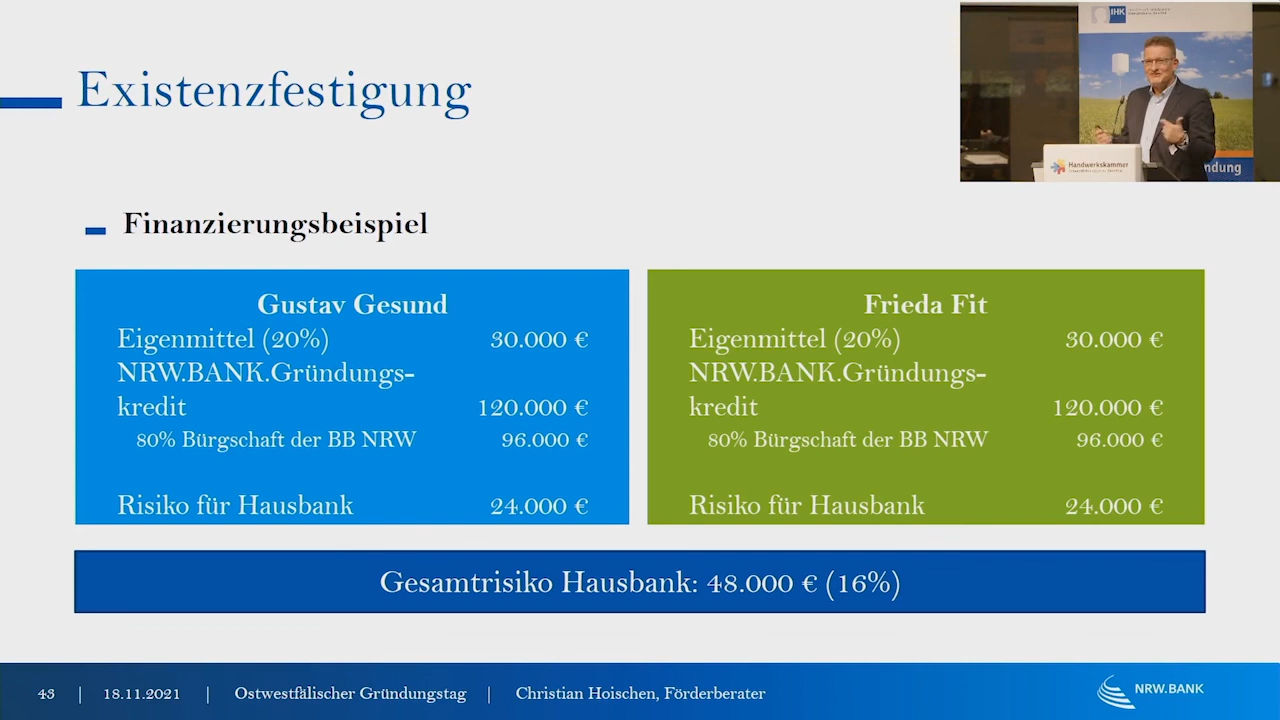 Existenzfestigung
IHK
Handwerkskammer
ndung
Finanzierungsbeispiel
Gustav Gesund
Eigenmittel (20%) 30.000 €
NRW.BANK.Gründungs-
kredit 120.000 €
80% Bürgschaft der BB NRW 96.000 €
Risiko für Hausbank 24.000 €
Frieda Fit
Eigenmittel (20%) 30.000 €
NRW.BANK.Gründungs-
kredit 120.000 €
80% Bürgschaft der BB NRW 96.000 €
Risiko für Hausbank 24.000 €
Gesamtrisiko Hausbank: 48.000 € (16%)
43 | 18.11.2021 | Ostwestfälischer Gründungstag | Christian Hoischen, Förderberater
NRW.BANK